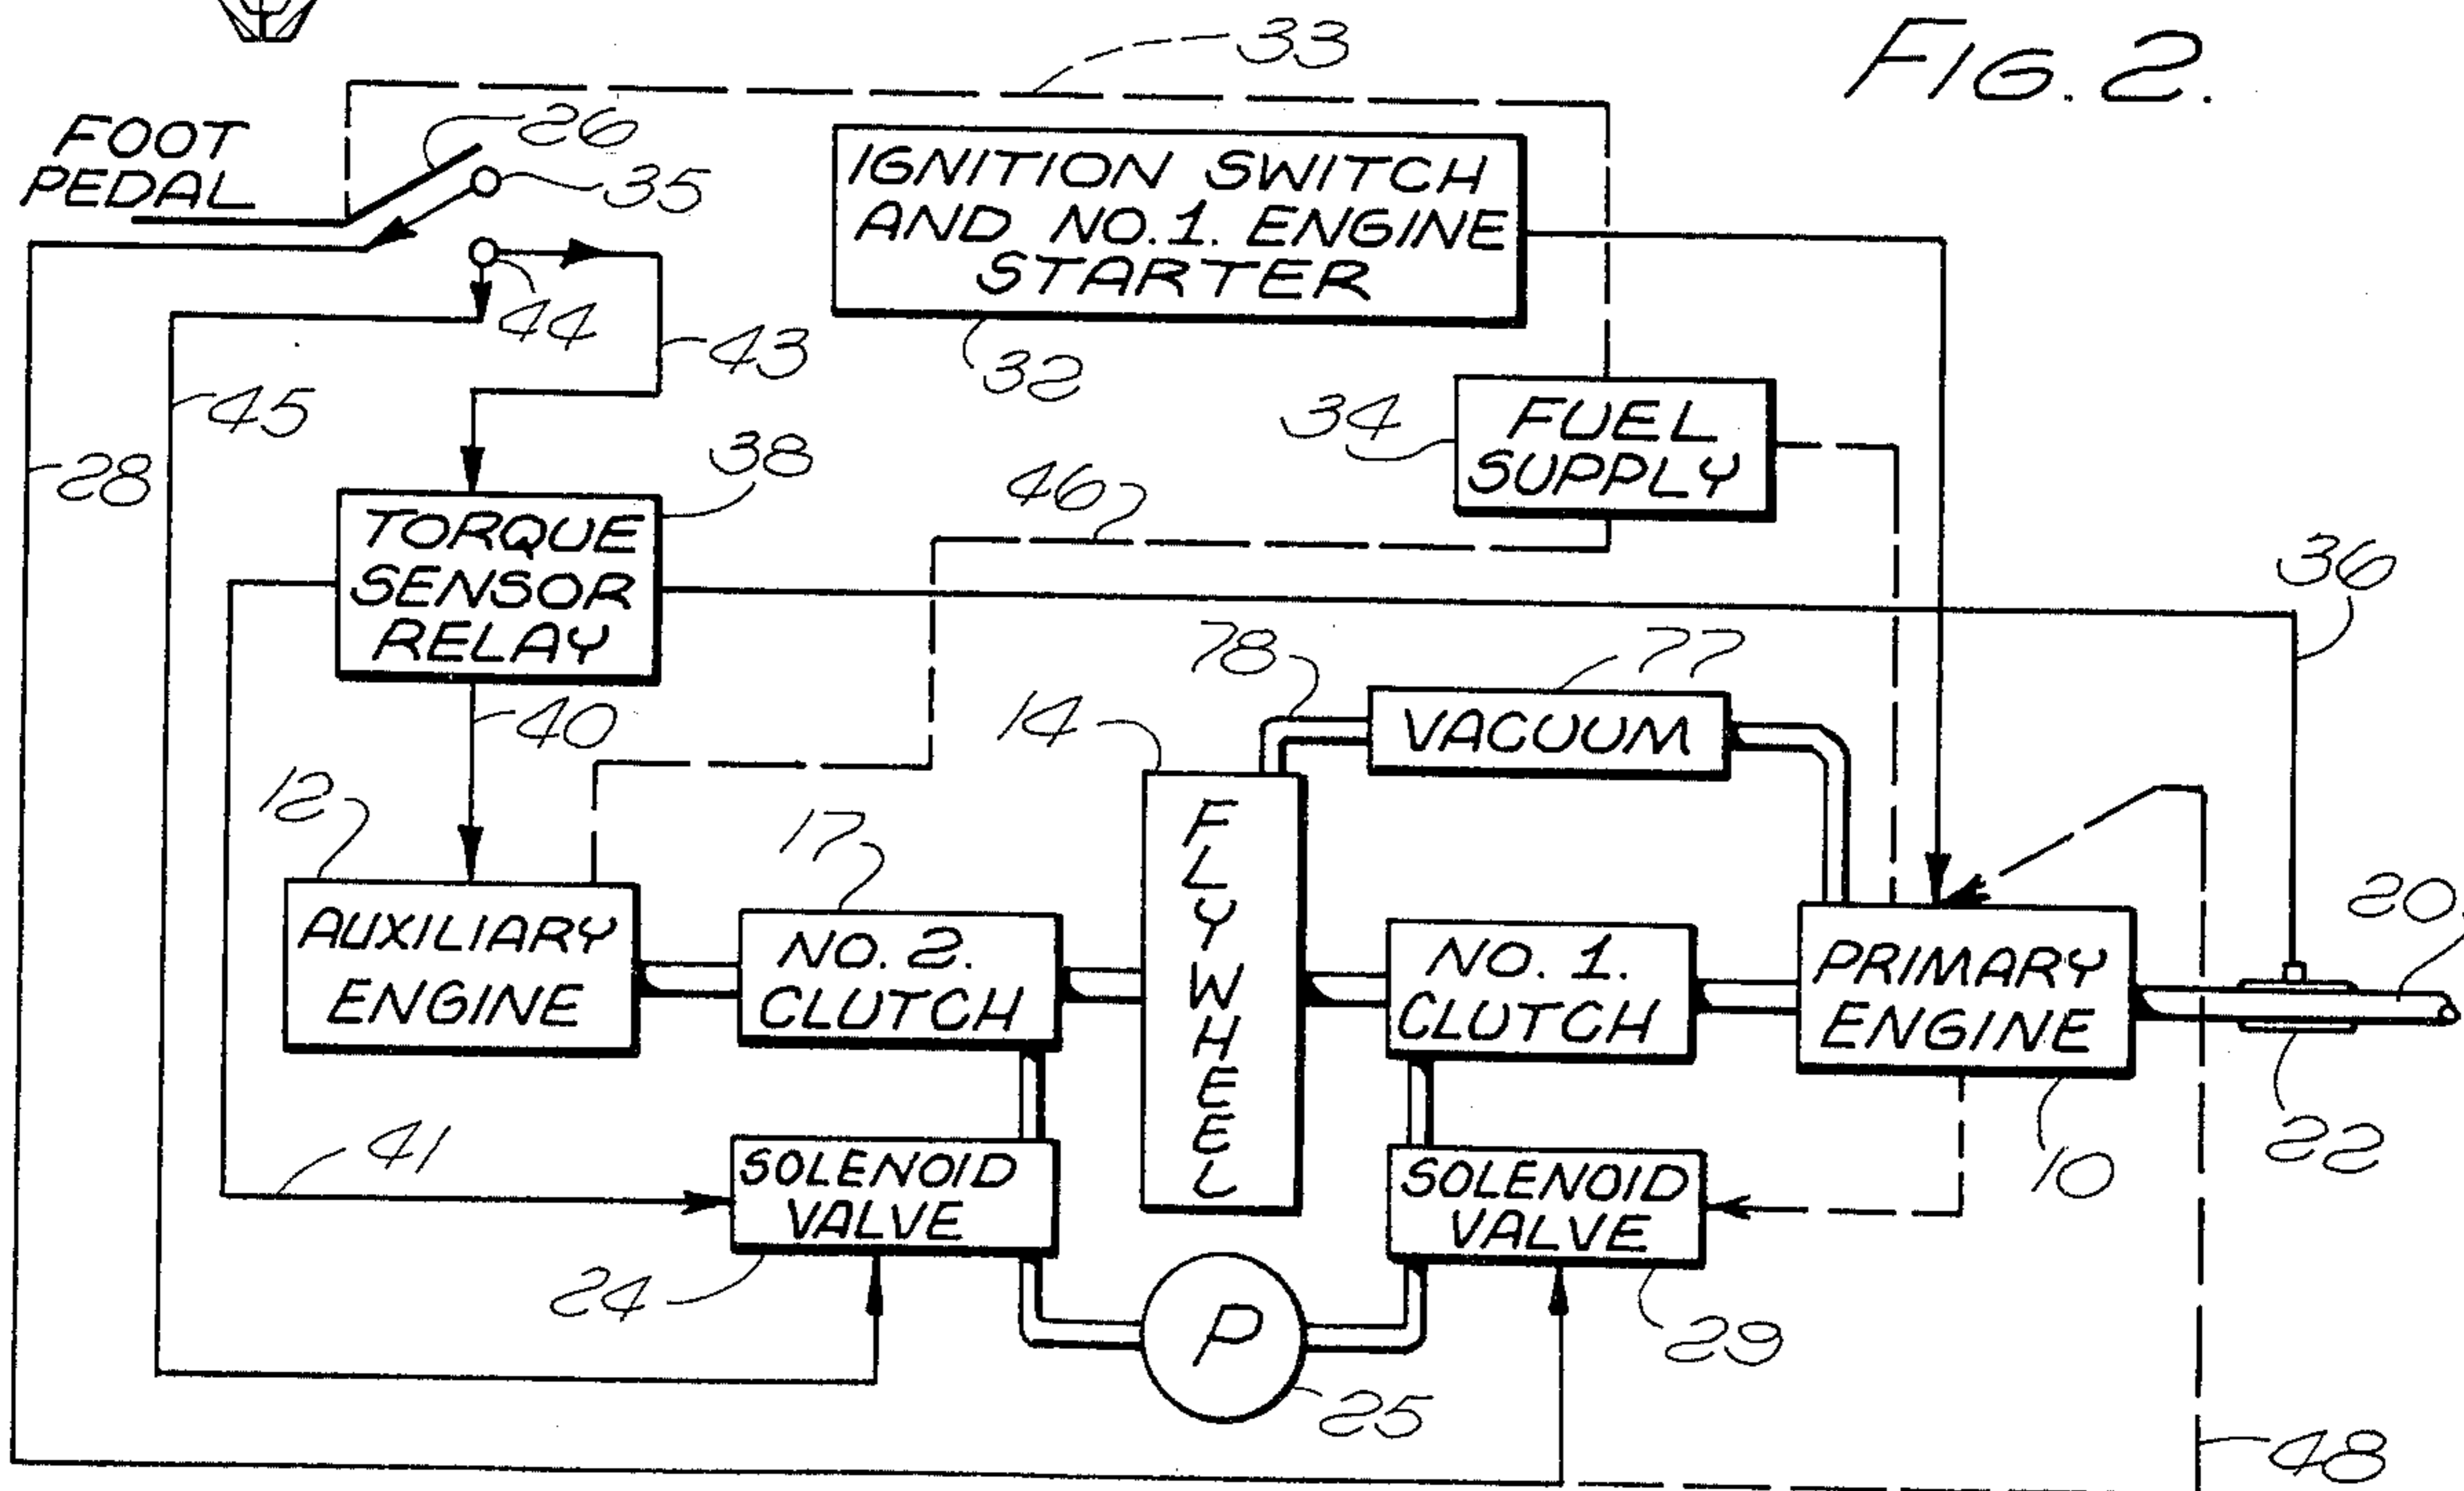 FIG. 2.
33
FOOT
PEDAL
26
35
IGNITION SWITCH
AND NO.1. ENGINE
STARTER
44
43
32
45
34
FUEL
SUPPLY
28
38
46
TORQUE
SENSOR
RELAY
36
78
77
40
14
VACUUM
12
17
FLYWHEEL
20
AUXILIARY
ENGINE
NO. 2.
CLUTCH
NO. 1.
CLUTCH
PRIMARY
ENGINE
41
22
10
SOLENOID
VALVE
SOLENOID
VALVE
24
P
29
25
48